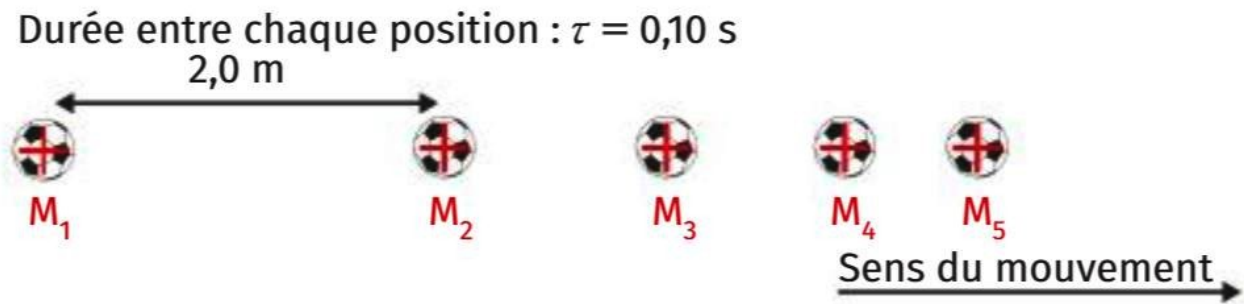 Durée entre chaque position : τ = 0,10 s
2,0 m
M₁ M₂ M₃ M₄ M₅
Sens du mouvement